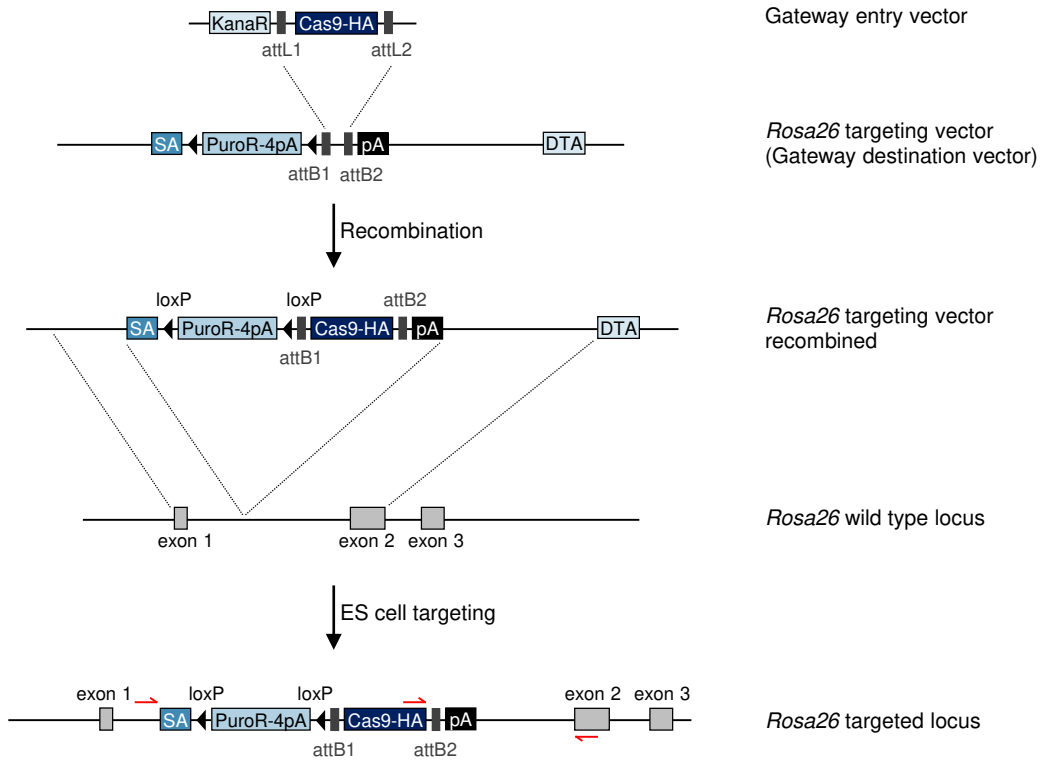 KanaR Cas9-HA Gateway entry vector
attL1 attL2
SA PuroR-4pA pA DTA Rosa26 targeting vector
(Gateway destination vector)
attB1 attB2
Recombination
loxP loxP attB2
SA PuroR-4pA Cas9-HA pA DTA Rosa26 targeting vector
recombined
attB1
Rosa26 wild type locus
exon 1 exon 2 exon 3
ES cell targeting
exon 1 loxP loxP exon 2 exon 3
SA PuroR-4pA Cas9-HA pA Rosa26 targeted locus
attB1 attB2